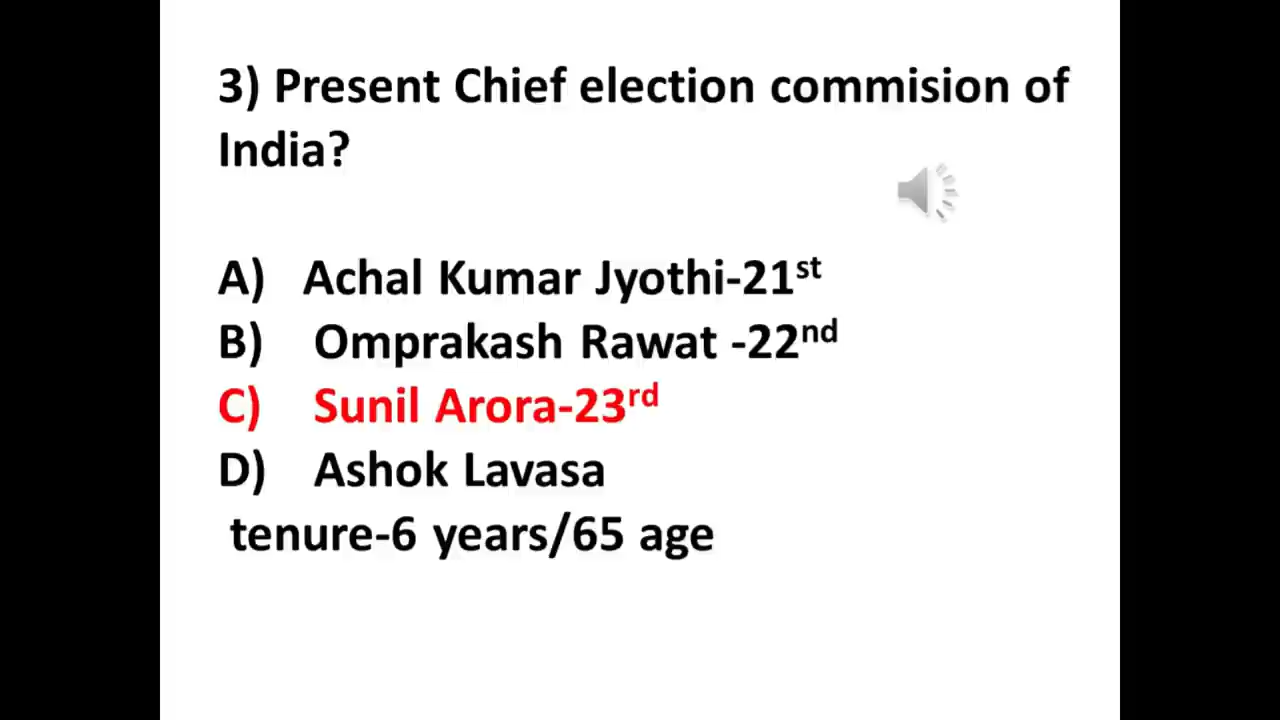 3) Present Chief election commision of
India?
A) Achal Kumar Jyothi-21st
B) Omprakash Rawat -22nd
C) Sunil Arora-23rd
D) Ashok Lavasa
tenure-6 years/65 age